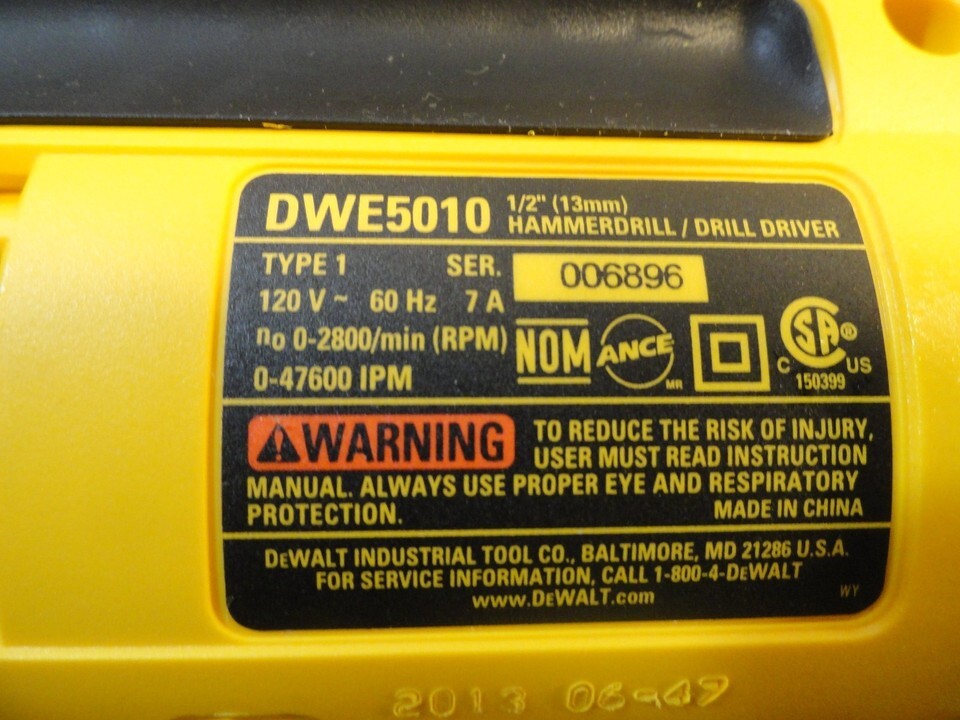 DWE5010 1/2" (13mm)
HAMMERDRILL / DRILL DRIVER
TYPE 1 SER. 006896
120 V ~ 60 Hz 7 A
no 0-2800/min (RPM)
0-47600 IPM
NOM ANCE MR
SA ® C US
150399
WARNING TO REDUCE THE RISK OF INJURY,
USER MUST READ INSTRUCTION
MANUAL. ALWAYS USE PROPER EYE AND RESPIRATORY
PROTECTION. MADE IN CHINA
DEWALT INDUSTRIAL TOOL CO., BALTIMORE, MD 21286 U.S.A.
FOR SERVICE INFORMATION, CALL 1-800-4-DEWALT
www.DEWALT.com WY
2013 06